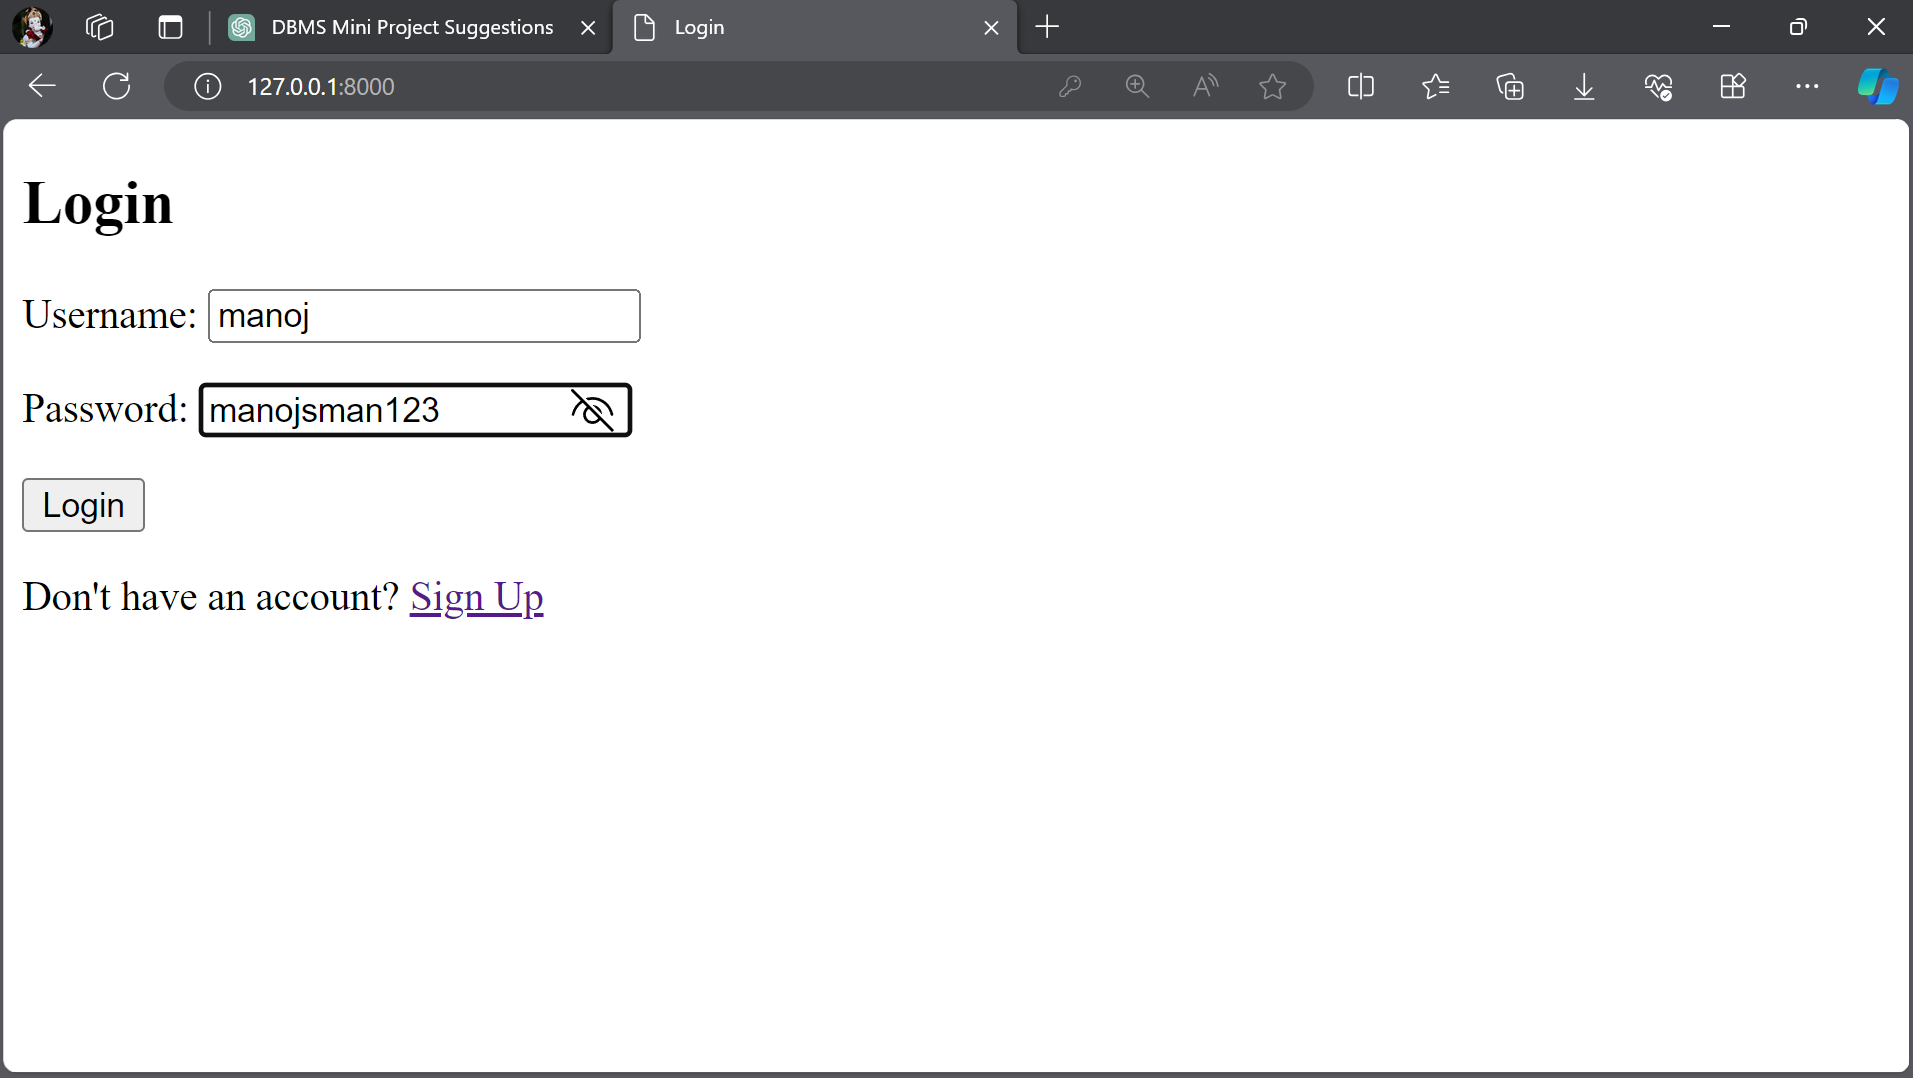 DBMS Mini Project Suggestions
Login
127.0.0.1:8000
Login
Username: manoj
Password: manojsman123
Login
Don't have an account? Sign Up